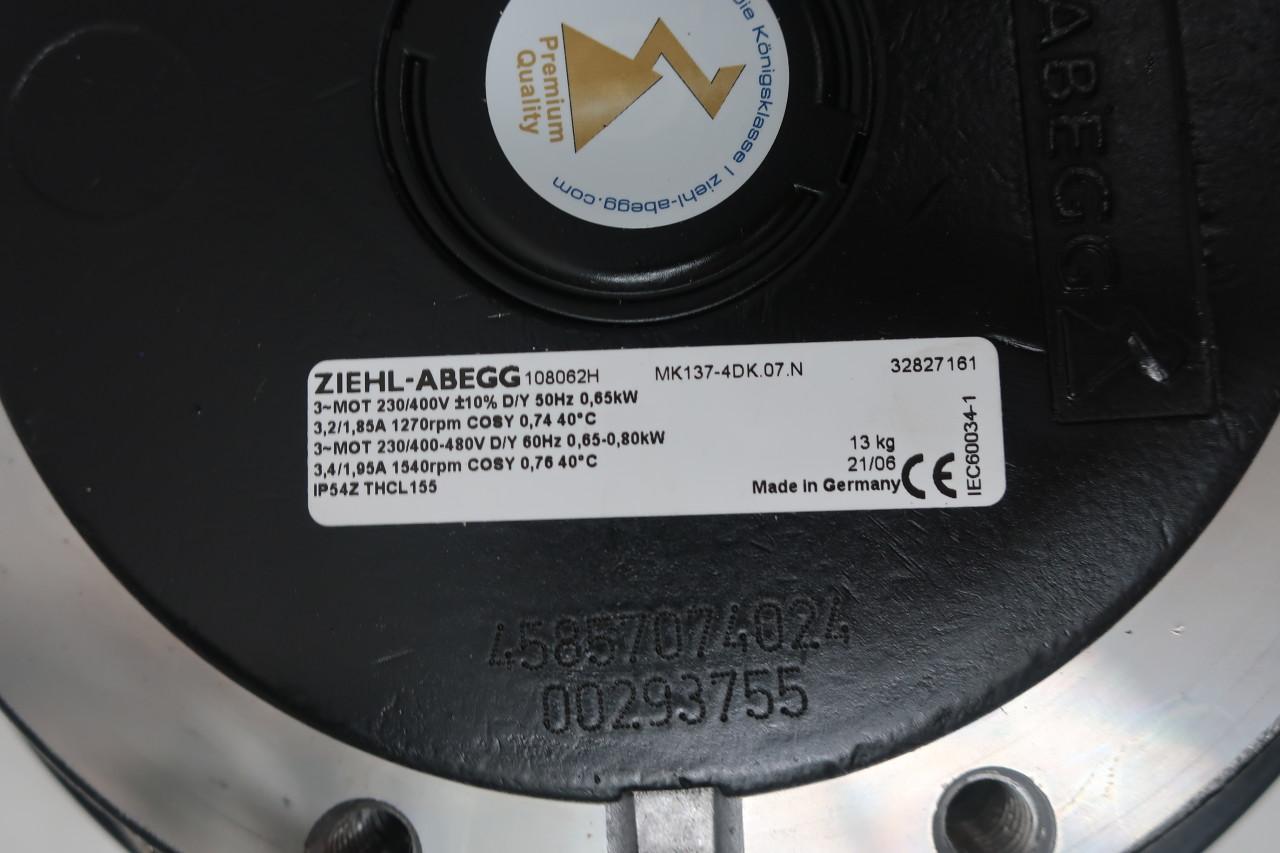 Premium
Quality
die Königsklasse | ziehl-abegg.com
ABEGG
ZIEHL-ABEGG 108062H MK137-4DK.07.N 32827161
3~MOT 230/400V ±10% D/Y 50Hz 0,65kW
3,2/1,85A 1270rpm COSY 0,74 40°C
3~MOT 230/400-480V D/Y 60Hz 0,65-0,80kW
3,4/1,95A 1540rpm COSY 0,76 40°C
IP54Z THCL155
13 kg
21/06
Made in Germany CE
IEC60034-1
45857074024
00293755